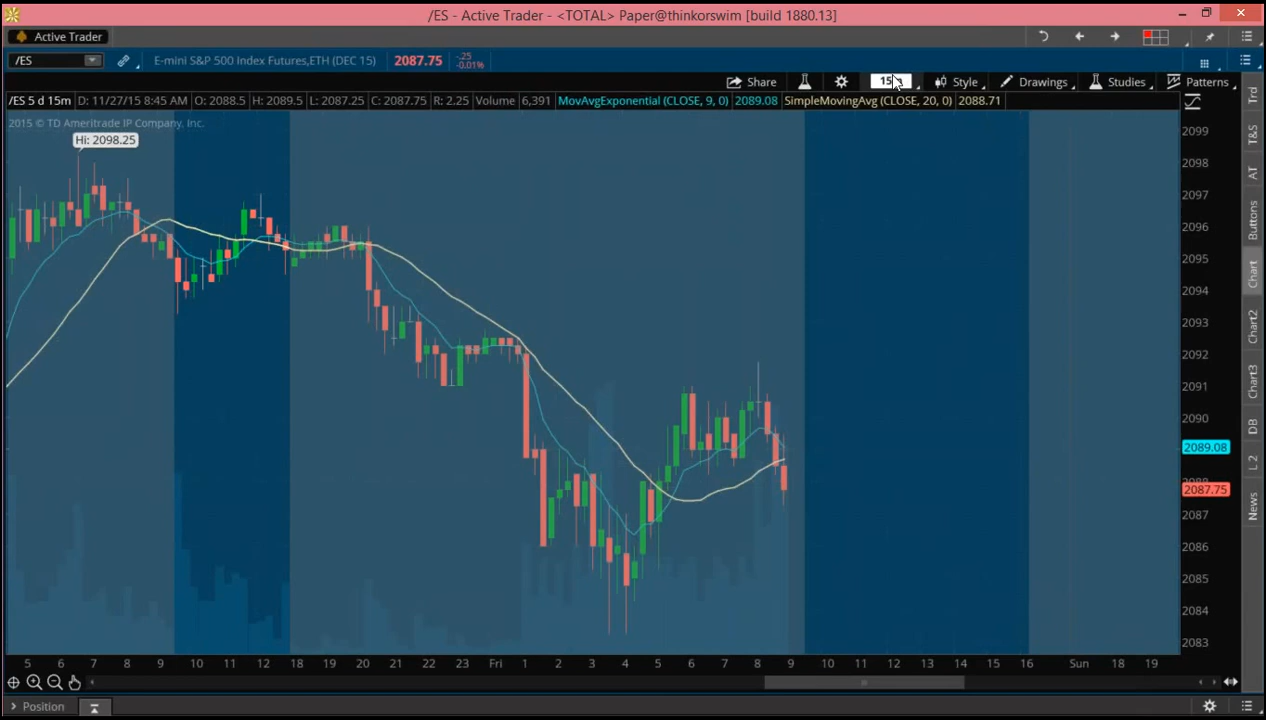 /ES - Active Trader - <TOTAL> Paper@thinkorswim [build 1880.13]
Active Trader
/ES E-mini S&P 500 Index Futures,ETH (DEC 15) 2087.75 -.25 -0.01%
Share Style Drawings Studies Patterns
/ES 5 d 15m D: 11/27/15 8:45 AM O: 2088.5 H: 2089.5 L: 2087.25 C: 2087.75 R: 2.25 Volume 6,391 MovAvgExponential (CLOSE, 9, 0) 2089.08 SimpleMovingAvg (CLOSE, 20, 0) 2088.71
2015 © TD Ameritrade IP Company, Inc.
Hi: 2098.25
2099
2098
2097
2096
2095
2094
2093
2092
2091
2090
2089.08
2087.75
2087
2086
2085
2084
2083
Trd
T&S
AT
Buttons
Chart
Chart2
Chart3
DB
L 2
News
5 6 7 8 9 10 11 12 18 19 20 21 22 23 Fri 1 2 3 4 5 6 7 8 9 10 11 12 13 14 15 16 Sun 18 19
Position